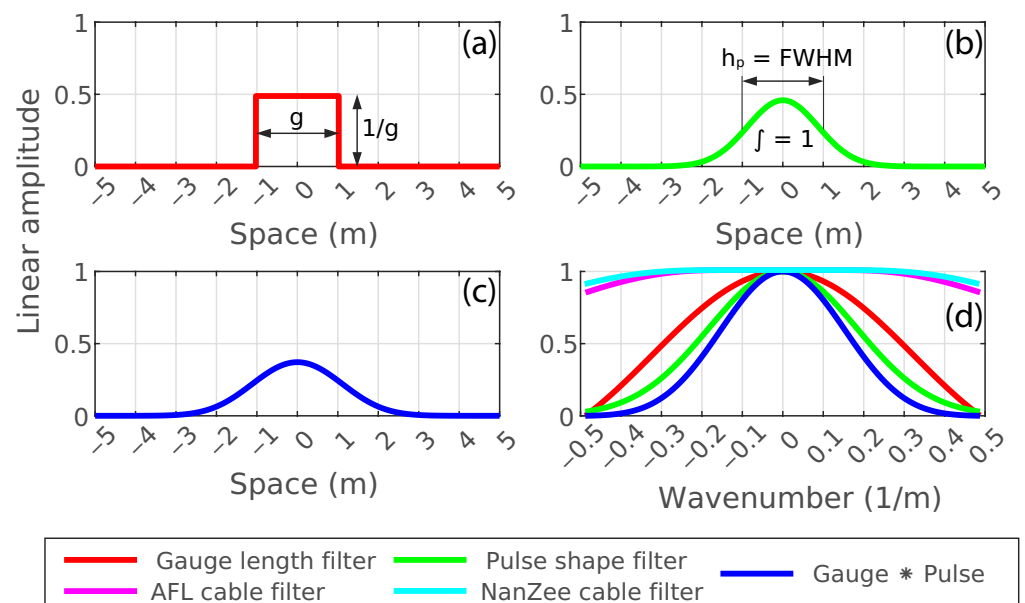 Linear amplitude
1
0.5
0
(a)
g
1/g
−5 −4 −3 −2 −1 0 1 2 3 4 5
Space (m)
1
0.5
0
(b)
hₚ = FWHM
∫ = 1
−5 −4 −3 −2 −1 0 1 2 3 4 5
Space (m)
1
0.5
0
(c)
−5 −4 −3 −2 −1 0 1 2 3 4 5
Space (m)
1
0.5
0
(d)
−0.5 −0.4 −0.3 −0.2 −0.1 0 0.1 0.2 0.3 0.4 0.5
Wavenumber (1/m)
Gauge length filter
Pulse shape filter
Gauge * Pulse
AFL cable filter
NanZee cable filter